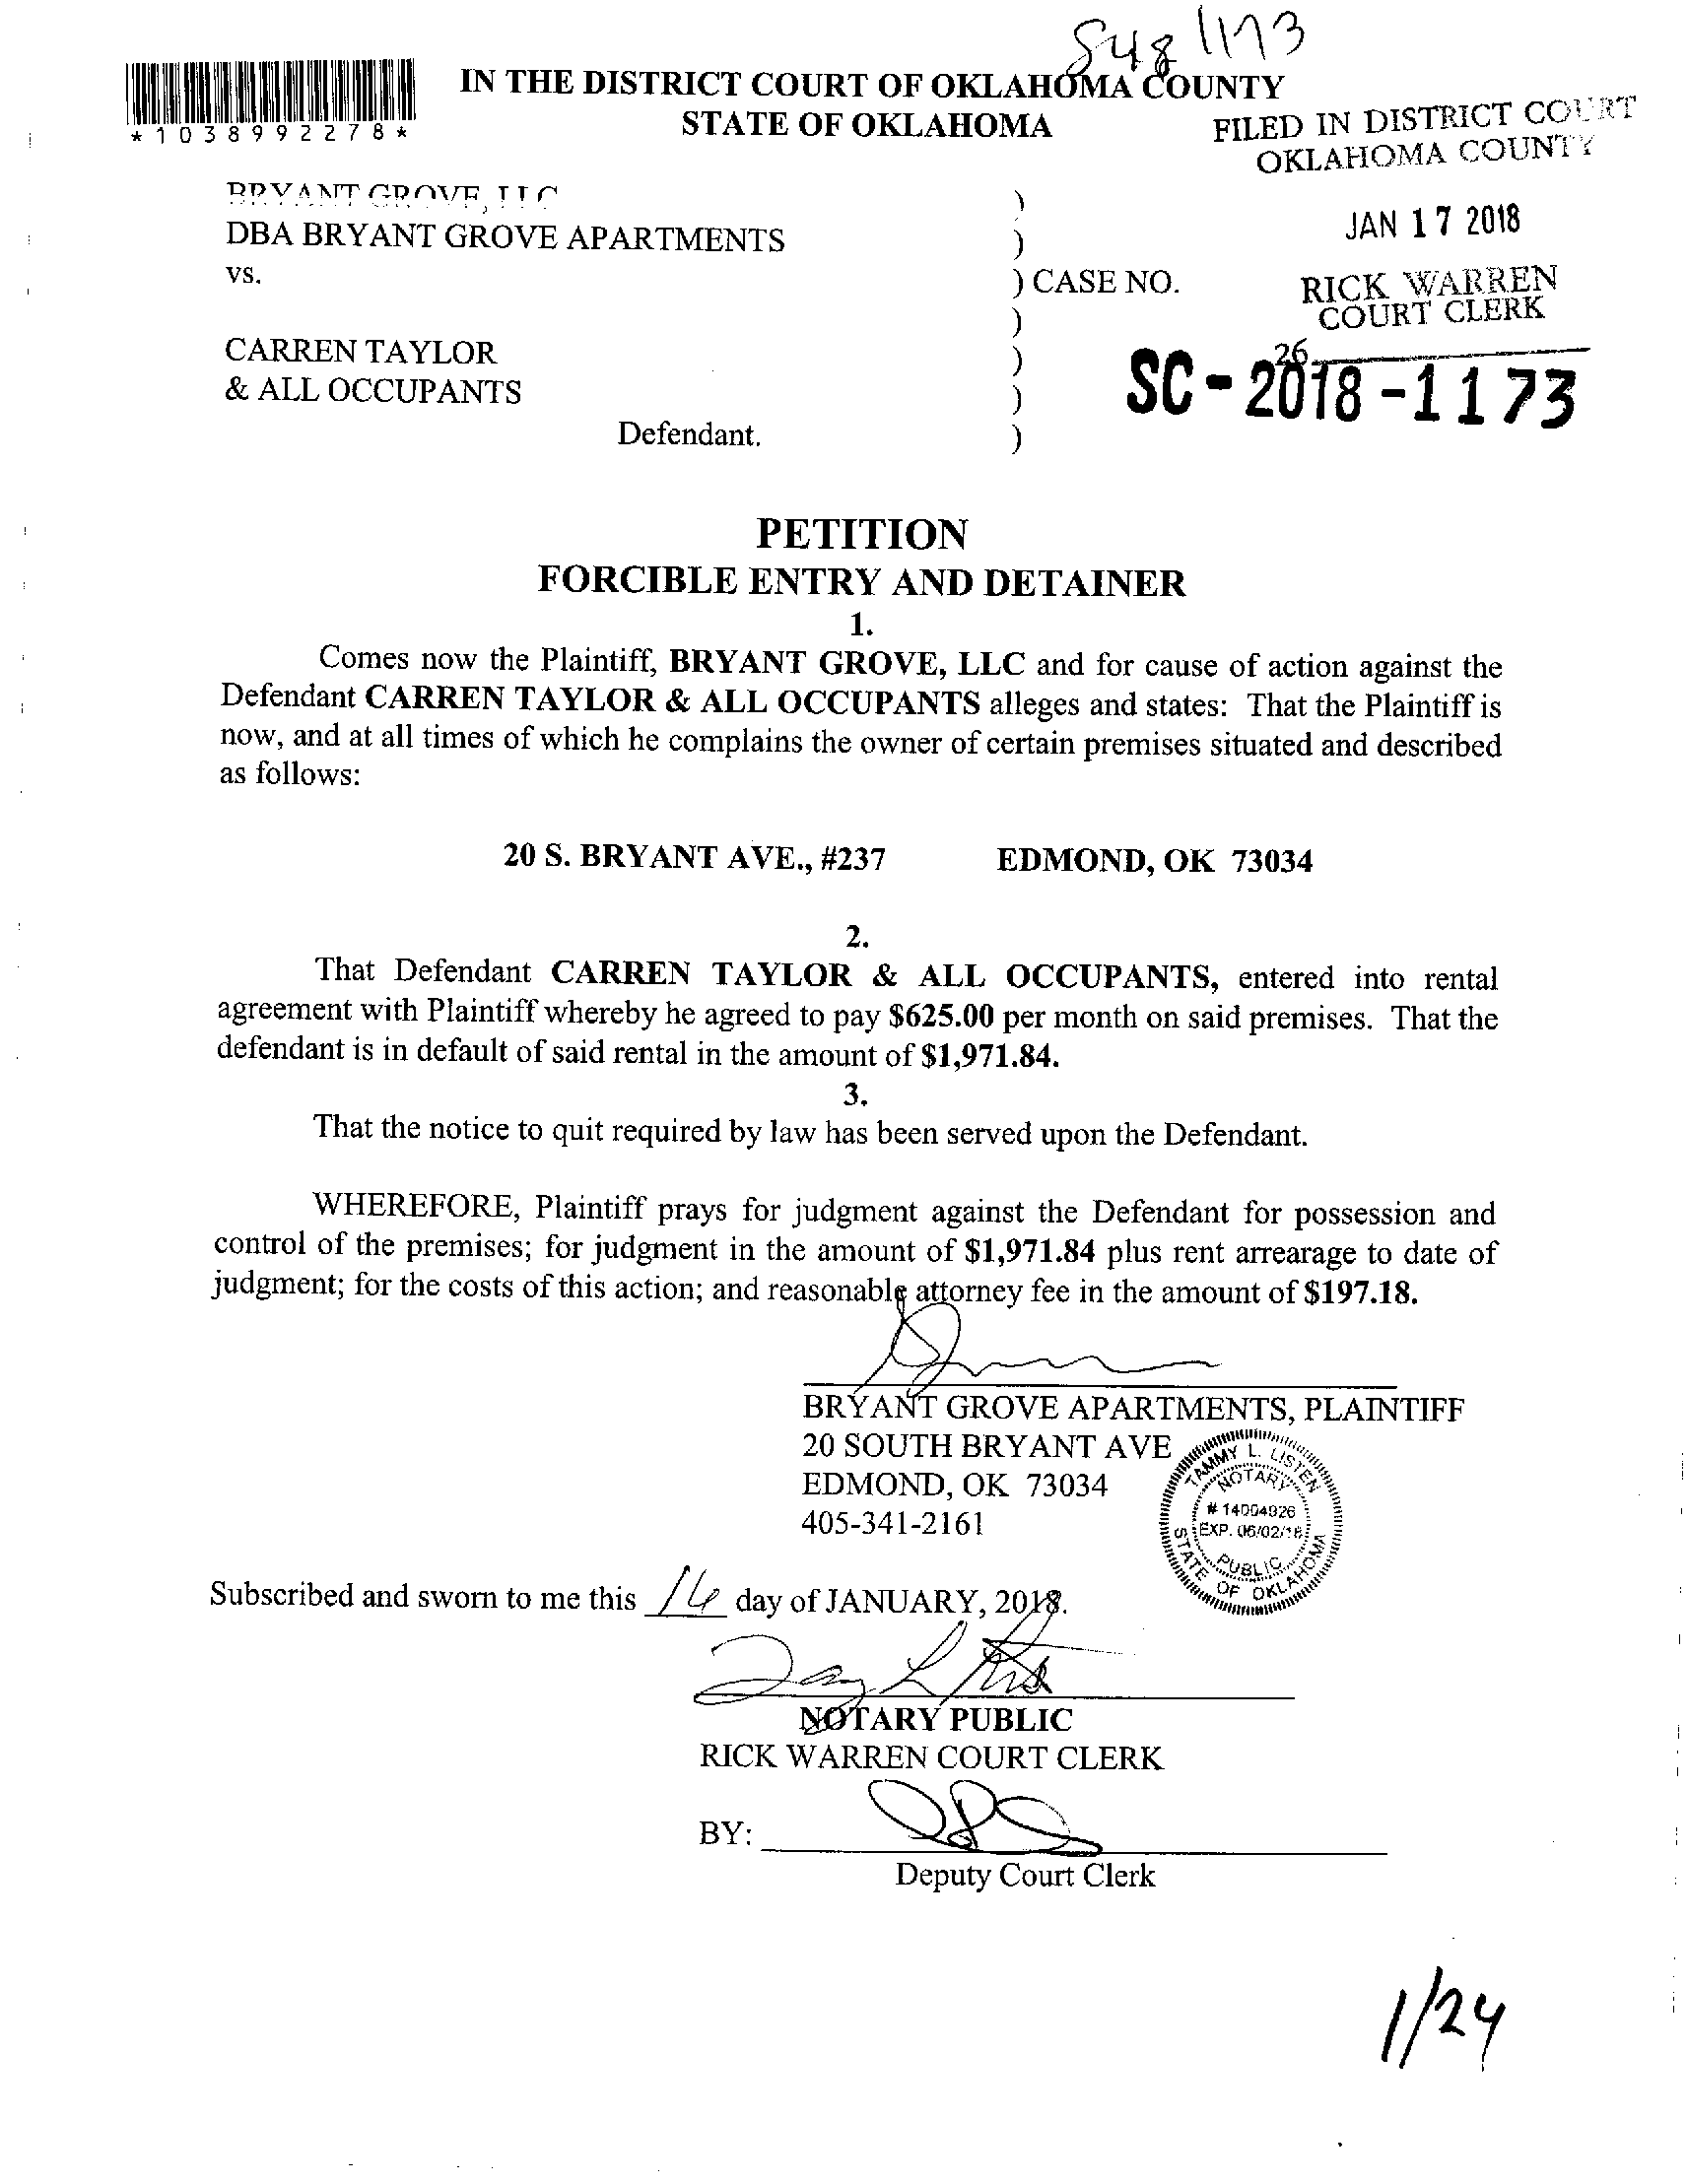 848 1173
IN THE DISTRICT COURT OF OKLAHOMA COUNTY
STATE OF OKLAHOMA
*1038992278*
FILED IN DISTRICT COURT
OKLAHOMA COUNTY
JAN 17 2018
RICK WARREN
COURT CLERK
26
SC-2018-1173
BRYANT GROVE, LLC )
DBA BRYANT GROVE APARTMENTS )
vs. ) CASE NO.
)
CARREN TAYLOR )
& ALL OCCUPANTS )
Defendant. )
PETITION
FORCIBLE ENTRY AND DETAINER
1.
Comes now the Plaintiff, BRYANT GROVE, LLC and for cause of action against the
Defendant CARREN TAYLOR & ALL OCCUPANTS alleges and states: That the Plaintiff is
now, and at all times of which he complains the owner of certain premises situated and described
as follows:
20 S. BRYANT AVE., #237 EDMOND, OK 73034
2.
That Defendant CARREN TAYLOR & ALL OCCUPANTS, entered into rental
agreement with Plaintiff whereby he agreed to pay $625.00 per month on said premises. That the
defendant is in default of said rental in the amount of $1,971.84.
3.
That the notice to quit required by law has been served upon the Defendant.
WHEREFORE, Plaintiff prays for judgment against the Defendant for possession and
control of the premises; for judgment in the amount of $1,971.84 plus rent arrearage to date of
judgment; for the costs of this action; and reasonable attorney fee in the amount of $197.18.
BRYANT GROVE APARTMENTS, PLAINTIFF
20 SOUTH BRYANT AVE
EDMOND, OK 73034
405-341-2161
TAMMY L. LISTEN
NOTARY
# 14004926
EXP. 06/02/18
PUBLIC
STATE OF OKLAHOMA
Subscribed and sworn to me this day of JANUARY, 2018.
NOTARY PUBLIC
RICK WARREN COURT CLERK
BY:
Deputy Court Clerk
1/24